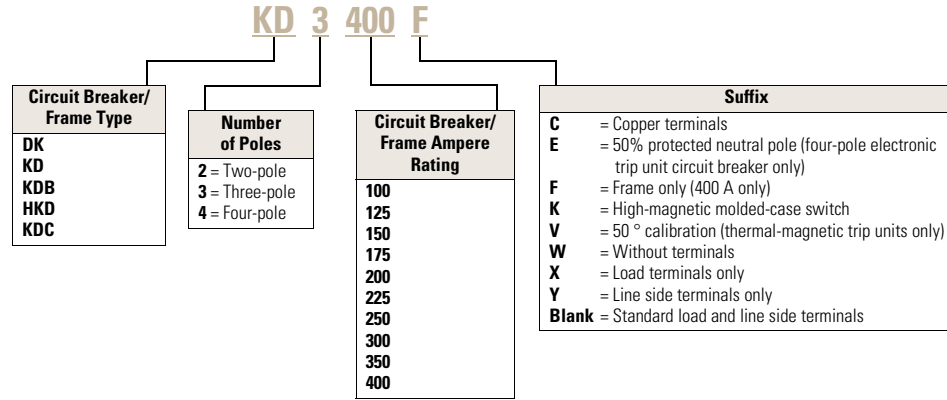 KD 3 400 F
Circuit Breaker/
Frame Type
DK
KD
KDB
HKD
KDC
Number
of Poles
2 = Two-pole
3 = Three-pole
4 = Four-pole
Circuit Breaker/
Frame Ampere
Rating
100
125
150
175
200
225
250
300
350
400
Suffix
C = Copper terminals
E = 50% protected neutral pole (four-pole electronic
trip unit circuit breaker only)
F = Frame only (400 A only)
K = High-magnetic molded-case switch
V = 50 ° calibration (thermal-magnetic trip units only)
W = Without terminals
X = Load terminals only
Y = Line side terminals only
Blank = Standard load and line side terminals